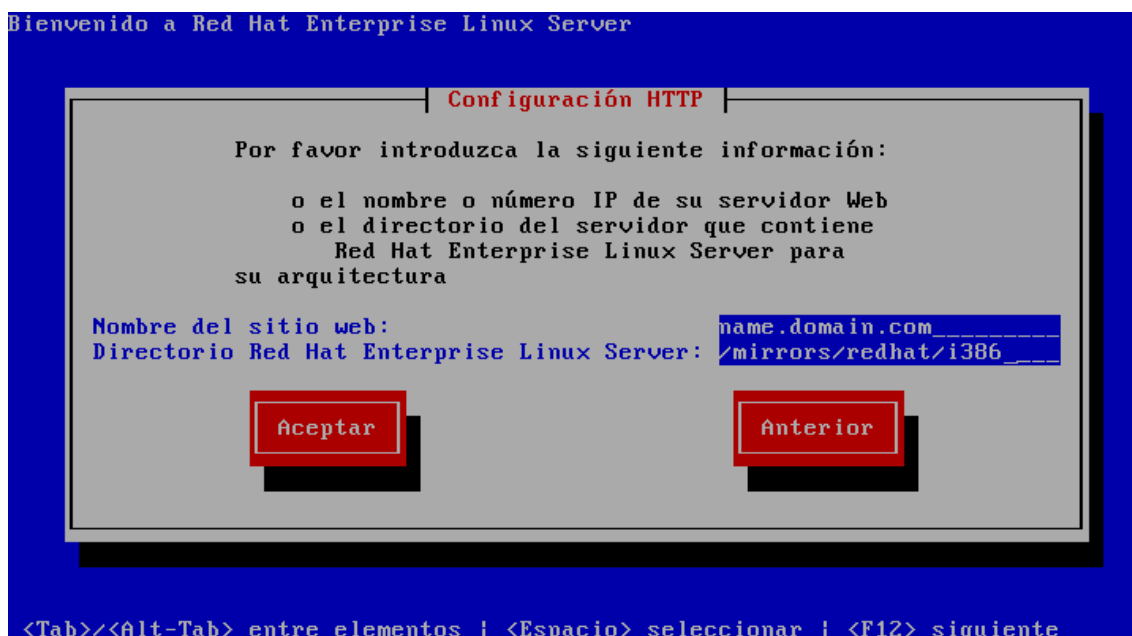 Bienvenido a Red Hat Enterprise Linux Server
Configuración HTTP
Por favor introduzca la siguiente información:
o el nombre o número IP de su servidor Web
o el directorio del servidor que contiene
Red Hat Enterprise Linux Server para
su arquitectura
Nombre del sitio web: name.domain.com_________
Directorio Red Hat Enterprise Linux Server: /mirrors/redhat/i386____
Aceptar Anterior
<Tab>/<Alt-Tab> entre elementos | <Espacio> seleccionar | <F12> siguiente